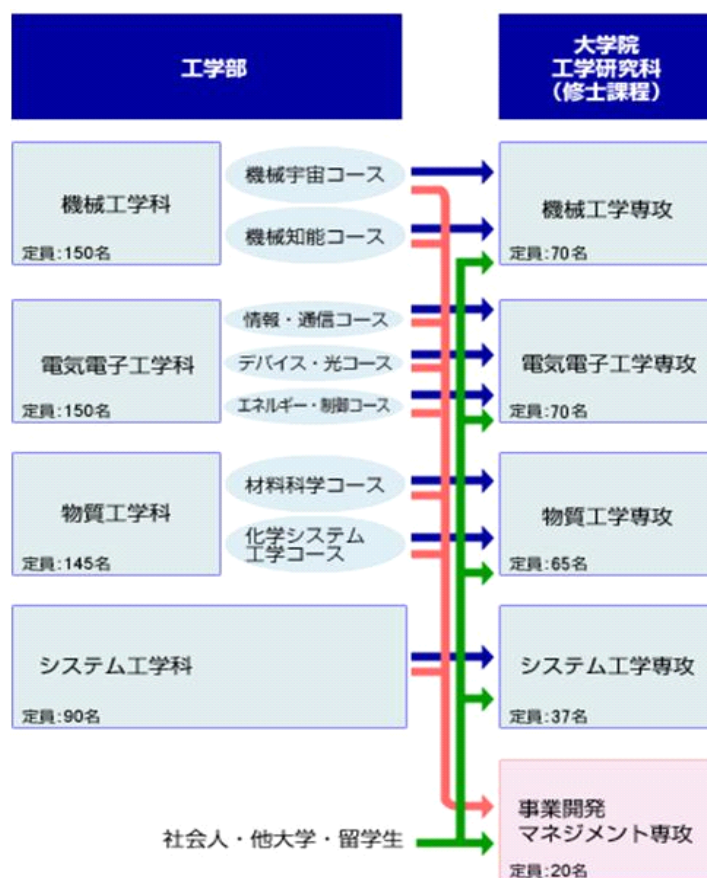 工学部
大学院
工学研究科
（修士課程）
機械工学科
定員:150名
機械宇宙コース
機械知能コース
機械工学専攻
定員:70名
電気電子工学科
定員:150名
情報・通信コース
デバイス・光コース
エネルギー・制御コース
電気電子工学専攻
定員:70名
物質工学科
定員:145名
材料科学コース
化学システム
工学コース
物質工学専攻
定員:65名
システム工学科
定員:90名
システム工学専攻
定員:37名
社会人・他大学・留学生
事業開発
マネジメント専攻
定員:20名